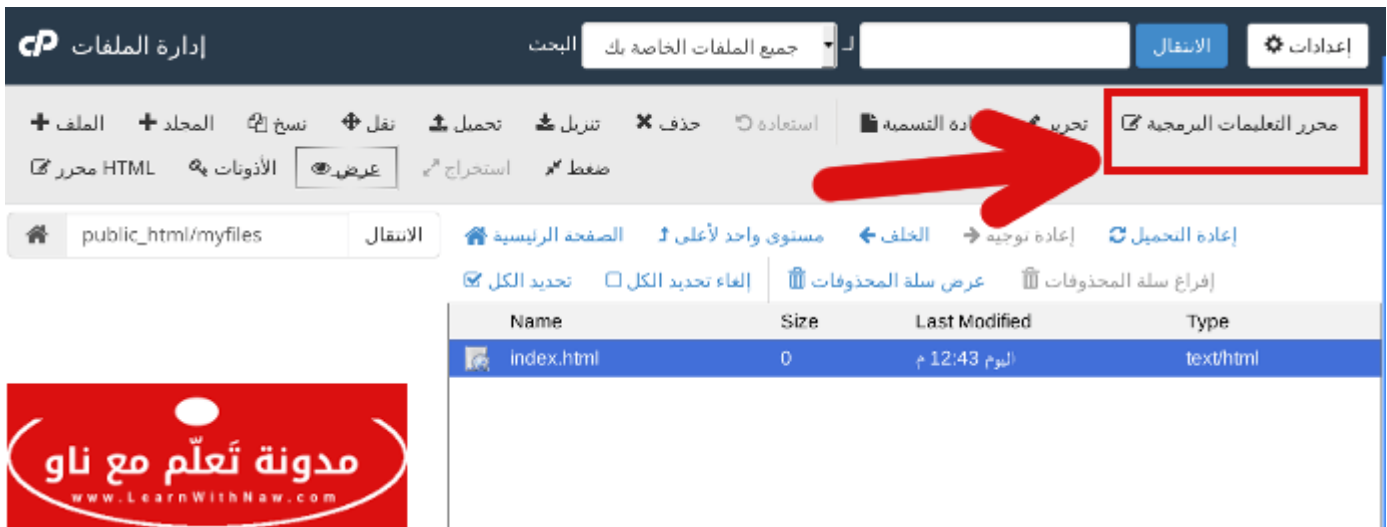 إعدادات الانتقال لـ جميع الملفات الخاصة بك البحث إدارة الملفات cP
الملف المجلد نسخ نقل تحميل تنزيل حذف استعادة تحرير محرر التعليمات البرمجية
محرر HTML الأذونات عرض استخراج ضغط
public_html/myfiles الانتقال
الصفحة الرئيسية مستوى واحد لأعلى الخلف إعادة توجيه إعادة التحميل
تحديد الكل إلغاء تحديد الكل عرض سلة المحذوفات إفراغ سلة المحذوفات
Name Size Last Modified Type
index.html 0 اليوم 12:43 م text/html
مدونة تَعلّم مع ناو
www.LearnWithNaw.com